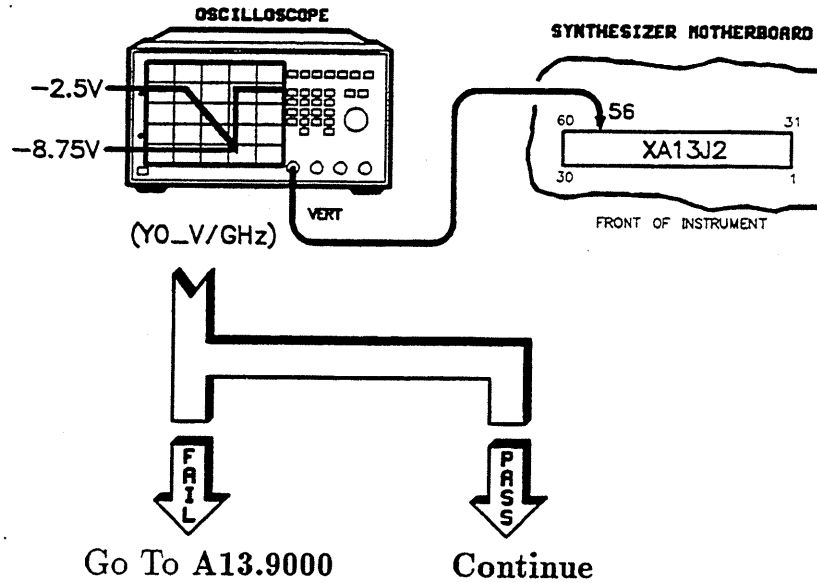 OSCILLOSCOPE
SYNTHESIZER MOTHERBOARD
-2.5V
-8.75V
56
60
31
XA13J2
30
1
VERT
FRONT OF INSTRUMENT
(YO_V/GHz)
FAIL
PASS
Go To A13.9000
Continue